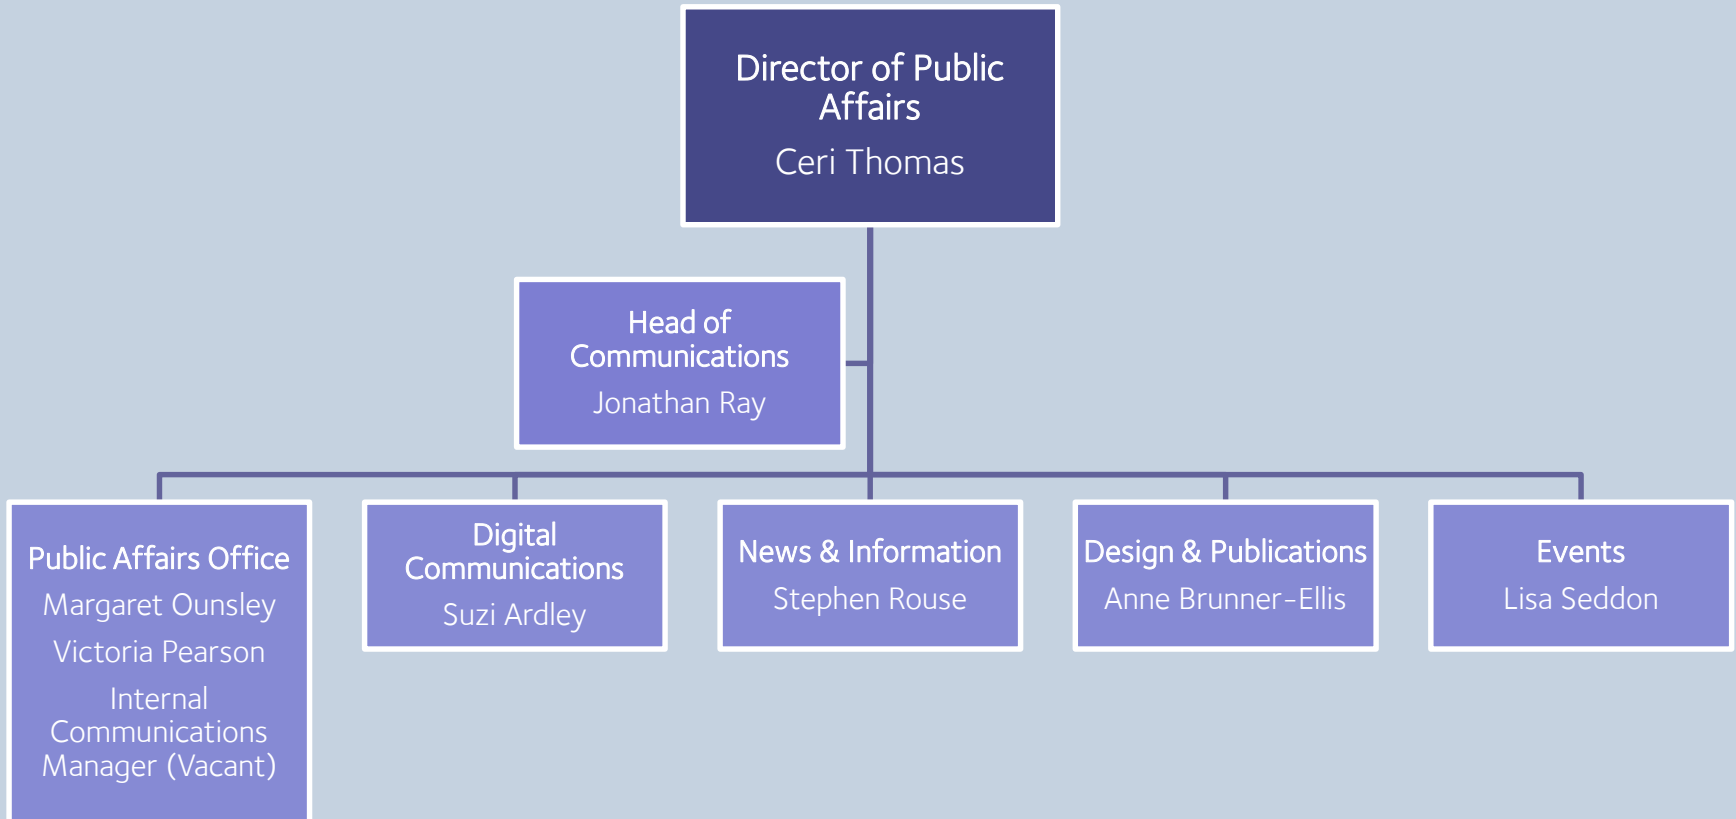 Director of Public
Affairs
Ceri Thomas
Head of
Communications
Jonathan Ray
Public Affairs Office
Margaret Ounsley
Victoria Pearson
Internal
Communications
Manager (Vacant)
Digital
Communications
Suzi Ardley
News & Information
Stephen Rouse
Design & Publications
Anne Brunner-Ellis
Events
Lisa Seddon